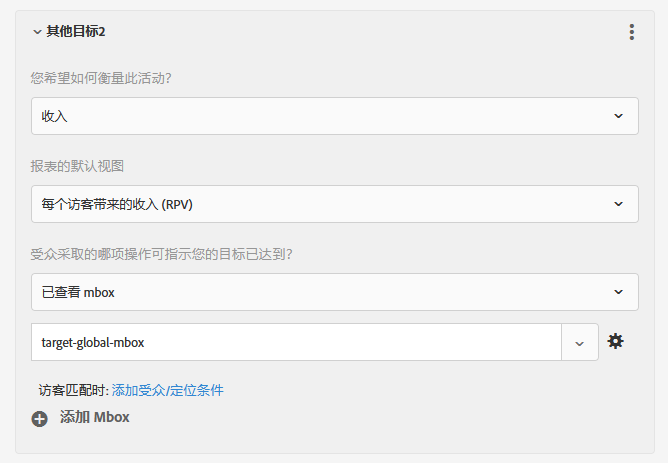 其他目标2
您希望如何衡量此活动?
收入
报表的默认视图
每个访客带来的收入 (RPV)
受众采取的哪项操作可指示您的目标已达到?
已查看 mbox
target-global-mbox
访客匹配时: 添加受众/定位条件
添加 Mbox